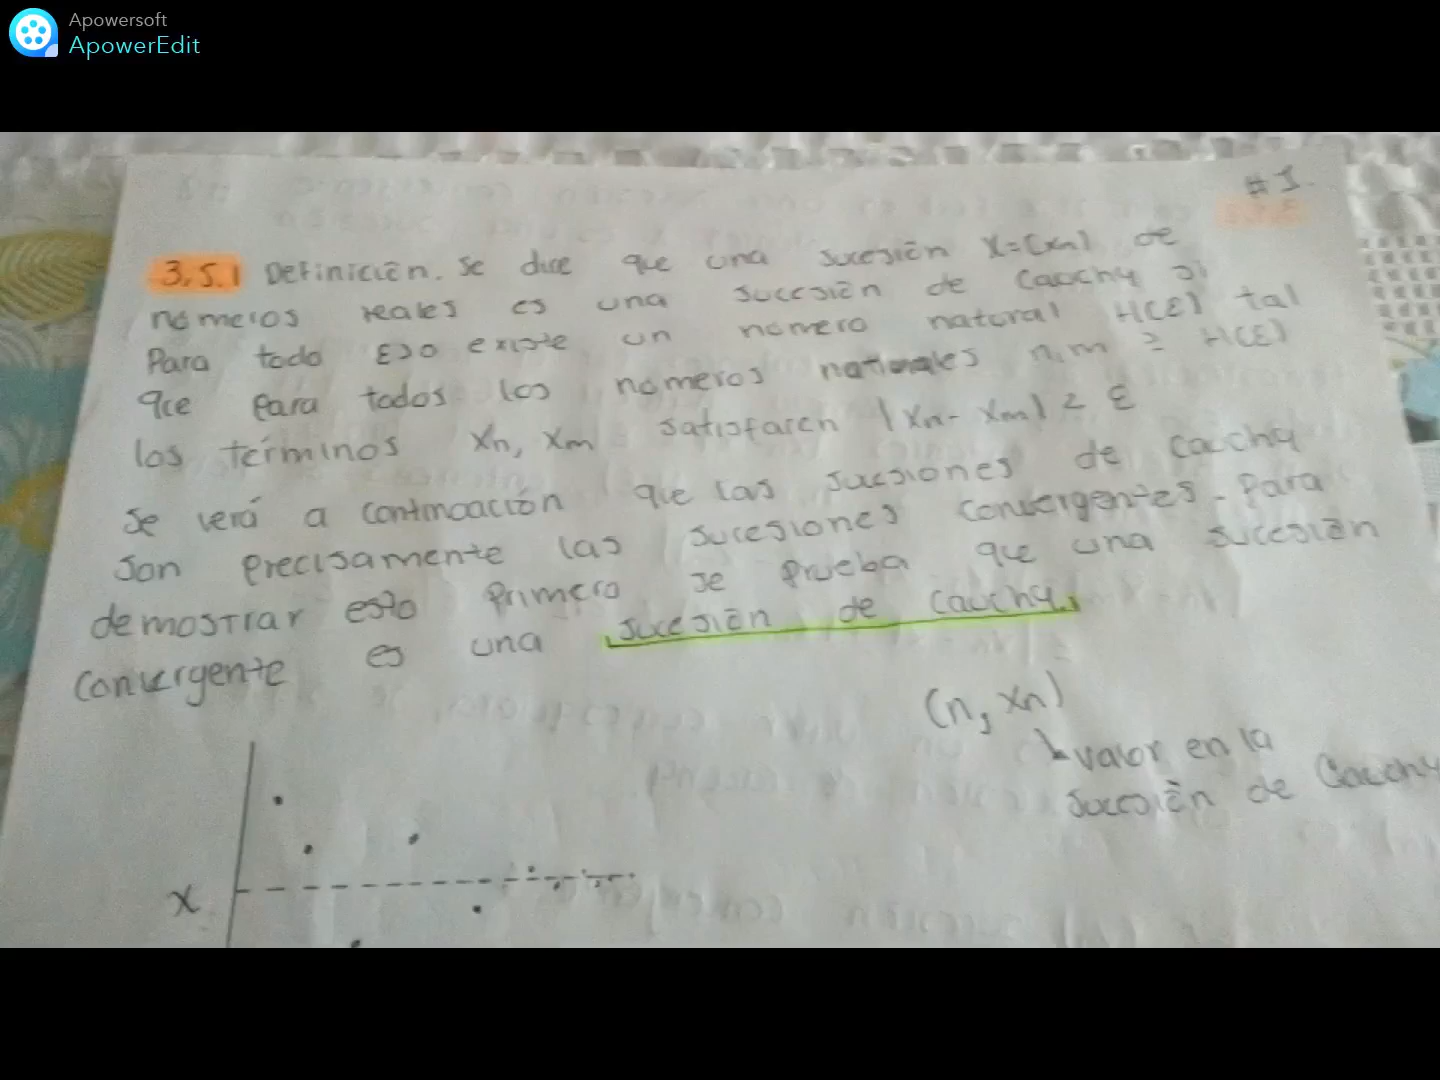 Apowersoft
ApowerEdit
#1.
3.5.1 Definición. Se dice que una sucesión X=(xn) de
números reales es una sucesión de Cauchy si
Para todo ε>0 existe un número natural H(ε) tal
que para todos los números naturales n,m ≥ H(ε)
los términos xn, xm satisfacen |xn-xm| < ε
Se verá a continuación que las sucesiones de Cauchy
son precisamente las sucesiones convergentes. Para
demostrar esto primero se prueba que una sucesión
convergente es una sucesión de Cauchy.
(n, xn)
valor en la
sucesión de Cauchy
X